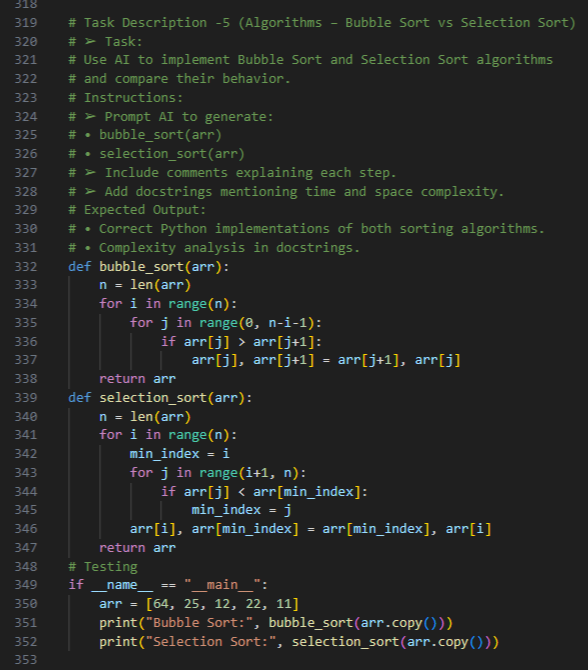 318
319 # Task Description -5 (Algorithms – Bubble Sort vs Selection Sort)
320 # ➢ Task:
321 # Use AI to implement Bubble Sort and Selection Sort algorithms
322 # and compare their behavior.
323 # Instructions:
324 # ➢ Prompt AI to generate:
325 # • bubble_sort(arr)
326 # • selection_sort(arr)
327 # ➢ Include comments explaining each step.
328 # ➢ Add docstrings mentioning time and space complexity.
329 # Expected Output:
330 # • Correct Python implementations of both sorting algorithms.
331 # • Complexity analysis in docstrings.
332 def bubble_sort(arr):
333     n = len(arr)
334     for i in range(n):
335         for j in range(0, n-i-1):
336             if arr[j] > arr[j+1]:
337                 arr[j], arr[j+1] = arr[j+1], arr[j]
338     return arr
339 def selection_sort(arr):
340     n = len(arr)
341     for i in range(n):
342         min_index = i
343         for j in range(i+1, n):
344             if arr[j] < arr[min_index]:
345                 min_index = j
346         arr[i], arr[min_index] = arr[min_index], arr[i]
347     return arr
348 # Testing
349 if __name__ == "__main__":
350     arr = [64, 25, 12, 22, 11]
351     print("Bubble Sort:", bubble_sort(arr.copy()))
352     print("Selection Sort:", selection_sort(arr.copy()))
353